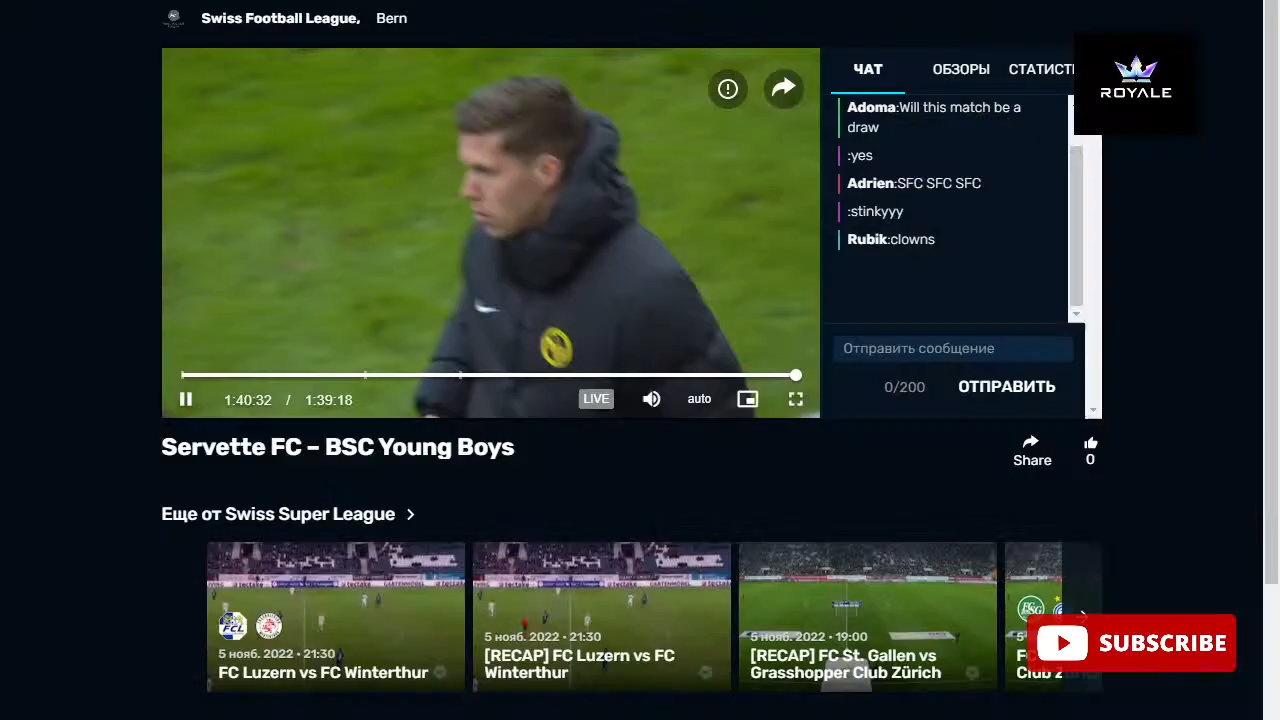 Swiss Football League, Bern
ЧАТ ОБЗОРЫ СТАТИСТИ
ROYALE
Adoma:Will this match be a
draw
:yes
Adrien:SFC SFC SFC
:stinkyyy
Rubik:clowns
Отправить сообщение
0/200 ОТПРАВИТЬ
1:40:32 / 1:39:18 LIVE auto
Servette FC – BSC Young Boys
Share 0
Еще от Swiss Super League
FCL
5 нояб. 2022 • 21:30
FC Luzern vs FC Winterthur
5 нояб. 2022 • 21:30
[RECAP] FC Luzern vs FC
Winterthur
5 нояб. 2022 • 19:00
[RECAP] FC St. Gallen vs
Grasshopper Club Zürich
SUBSCRIBE